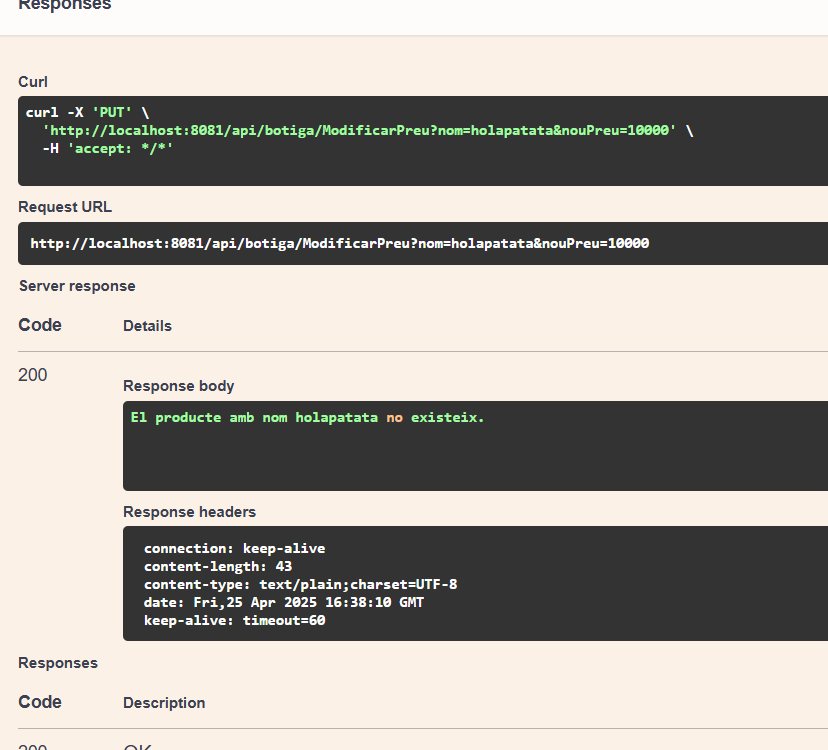 Responses
Curl
curl -X 'PUT' \
'http://localhost:8081/api/botiga/ModificarPreu?nom=holapatata&nouPreu=10000' \
-H 'accept: */*'
Request URL
http://localhost:8081/api/botiga/ModificarPreu?nom=holapatata&nouPreu=10000
Server response
Code Details
200
Response body
El producte amb nom holapatata no existeix.
Response headers
connection: keep-alive
content-length: 43
content-type: text/plain;charset=UTF-8
date: Fri,25 Apr 2025 16:38:10 GMT
keep-alive: timeout=60
Responses
Code Description
200 OK